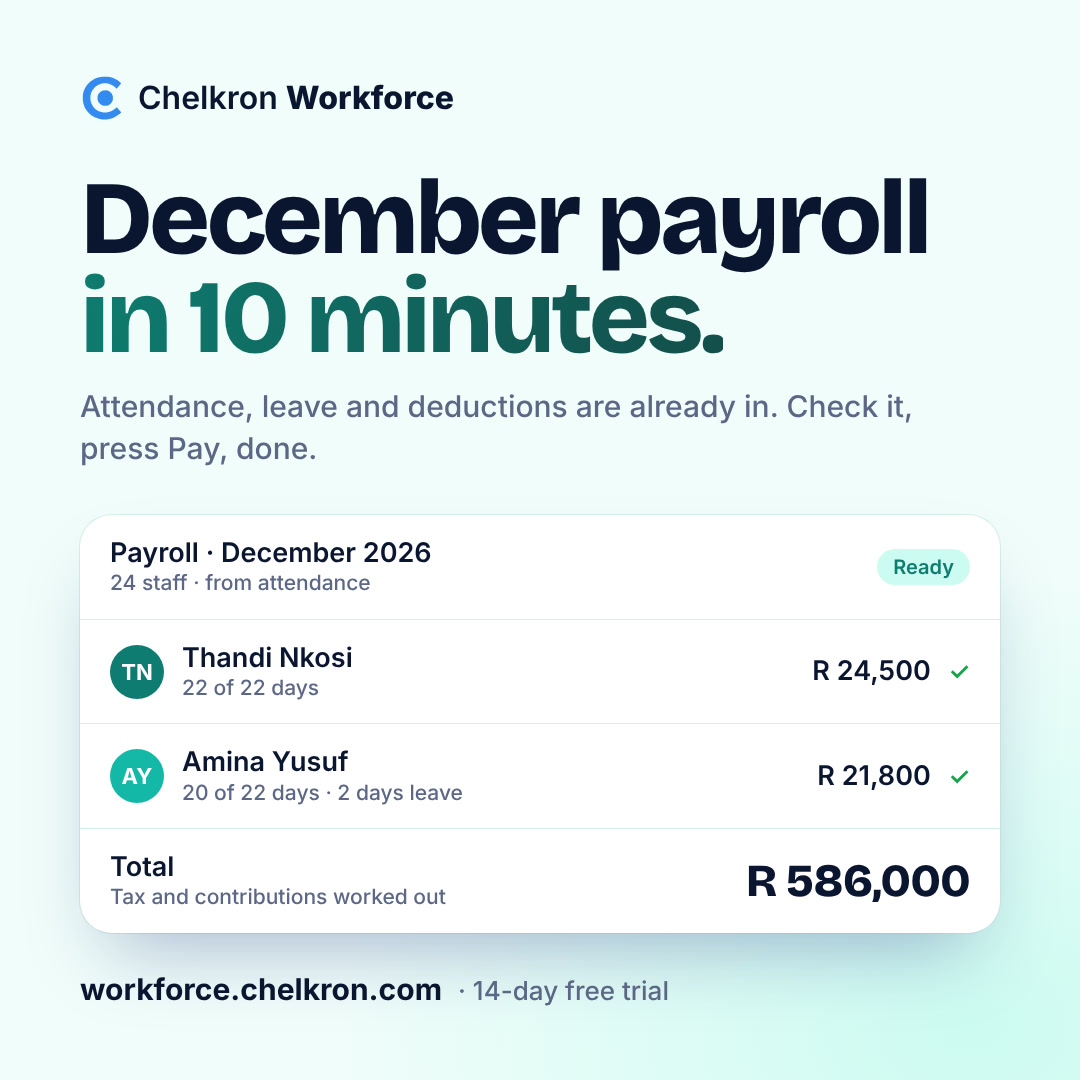 Chelkron Workforce
December payroll
in 10 minutes.
Attendance, leave and deductions are already in. Check it,
press Pay, done.
Payroll · December 2026
24 staff · from attendance
Ready
TN
Thandi Nkosi
22 of 22 days
R 24,500 ✓
AY
Amina Yusuf
20 of 22 days · 2 days leave
R 21,800 ✓
Total
Tax and contributions worked out
R 586,000
workforce.chelkron.com · 14-day free trial